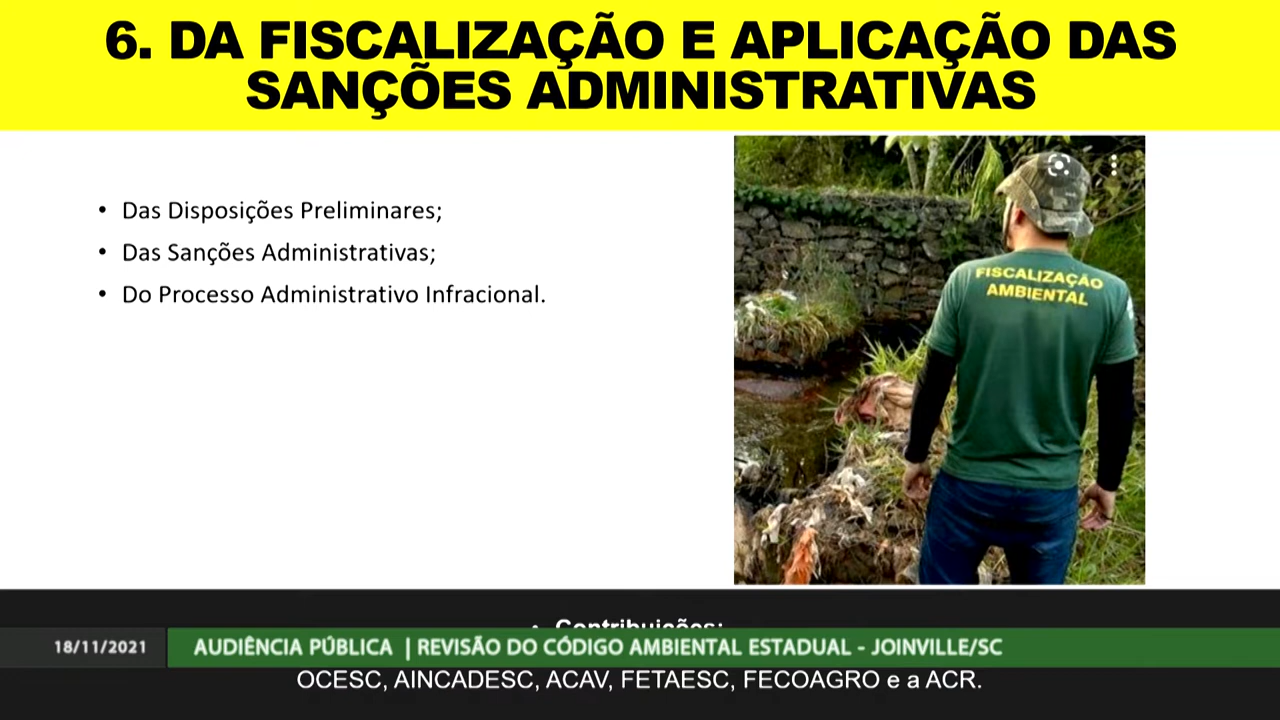 6. DA FISCALIZAÇÃO E APLICAÇÃO DAS
SANÇÕES ADMINISTRATIVAS
• Das Disposições Preliminares;
• Das Sanções Administrativas;
• Do Processo Administrativo Infracional.
FISCALIZAÇÃO
AMBIENTAL
• Contribuições:
18/11/2021 AUDIÊNCIA PÚBLICA | REVISÃO DO CÓDIGO AMBIENTAL ESTADUAL - JOINVILLE/SC
OCESC, AINCADESC, ACAV, FETAESC, FECOAGRO e a ACR.